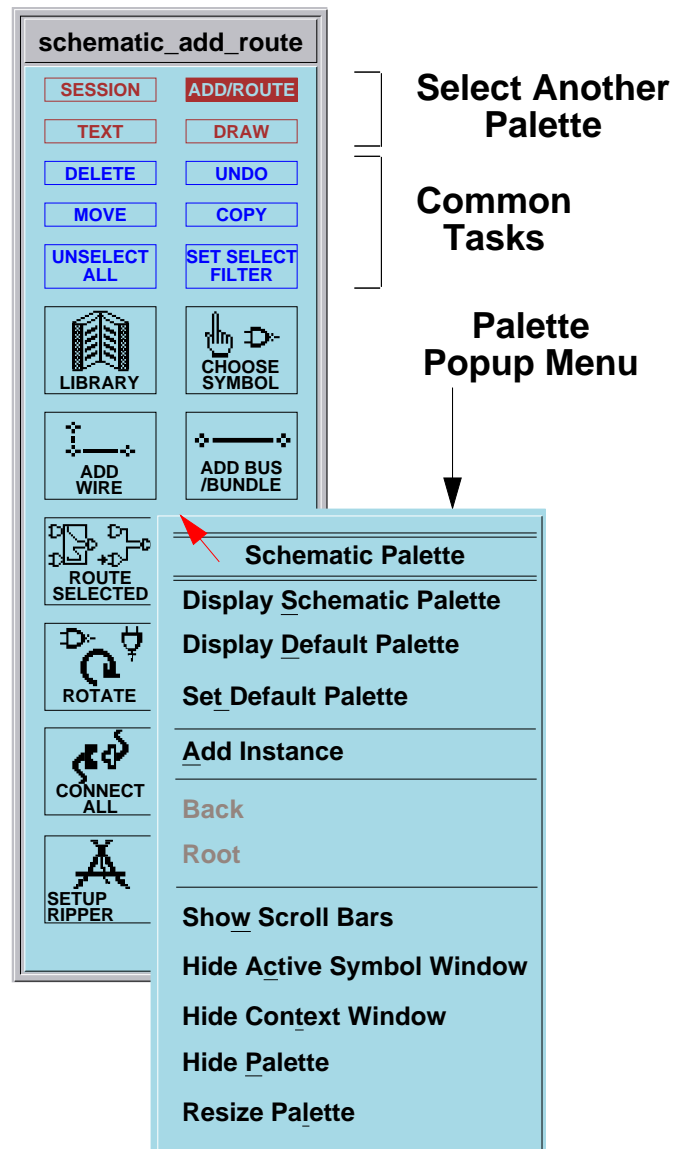 schematic_add_route
SESSION
ADD/ROUTE
TEXT
DRAW
Select Another
Palette
DELETE
UNDO
MOVE
COPY
UNSELECT
ALL
SET SELECT
FILTER
Common
Tasks
LIBRARY
CHOOSE
SYMBOL
Palette
Popup Menu
ADD
WIRE
ADD BUS
/BUNDLE
ROUTE
SELECTED
ROTATE
CONNECT
ALL
SETUP
RIPPER
Schematic Palette
Display Schematic Palette
Display Default Palette
Set Default Palette
Add Instance
Back
Root
Show Scroll Bars
Hide Active Symbol Window
Hide Context Window
Hide Palette
Resize Palette